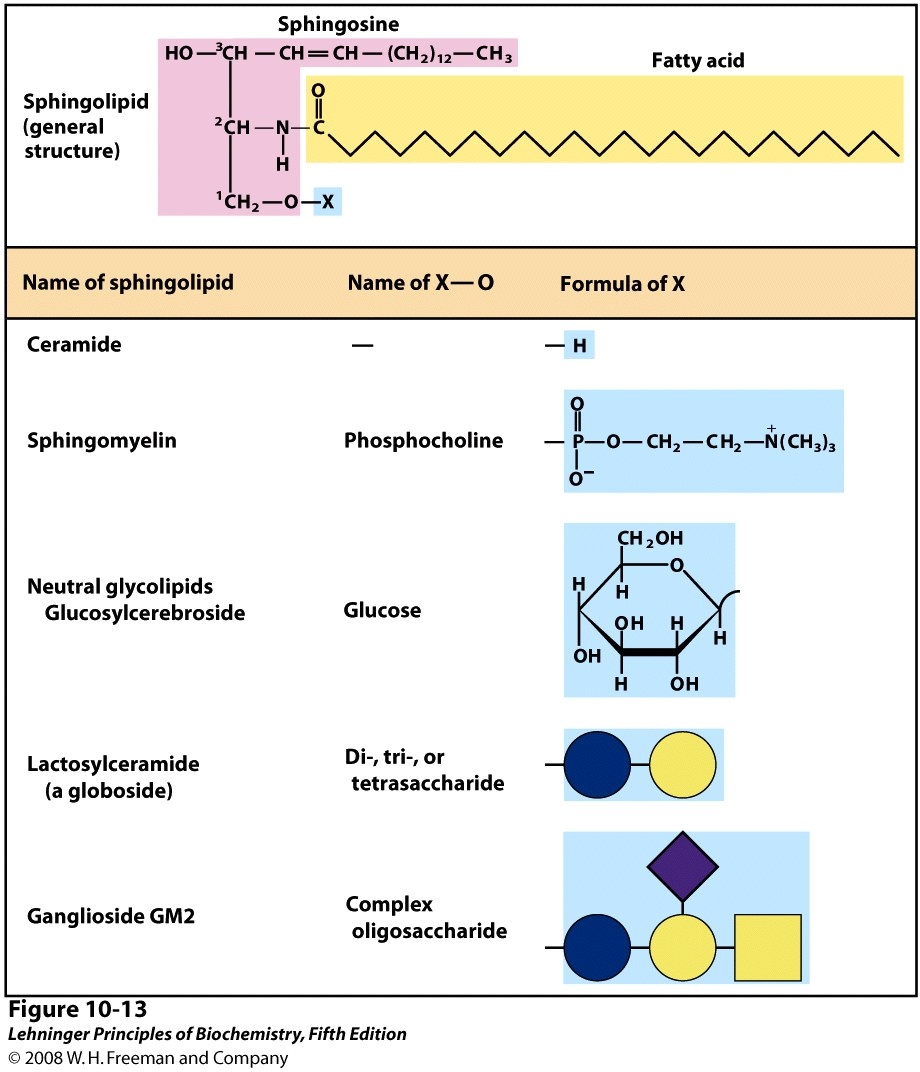 Sphingosine
HO—³CH—CH=CH—(CH₂)₁₂—CH₃
Fatty acid
Sphingolipid
(general
structure)
O
²CH—N—C
H
¹CH₂—O—X
Name of sphingolipid Name of X—O Formula of X
Ceramide — —H
O
Sphingomyelin Phosphocholine —P—O—CH₂—CH₂—N⁺(CH₃)₃
O⁻
CH₂OH
O
H
H
Neutral glycolipids
Glucosylcerebroside Glucose
OH H
H
OH
H OH
Lactosylceramide
(a globoside)
Di-, tri-, or
tetrasaccharide
Ganglioside GM2
Complex
oligosaccharide
Figure 10-13
Lehninger Principles of Biochemistry, Fifth Edition
© 2008 W. H. Freeman and Company